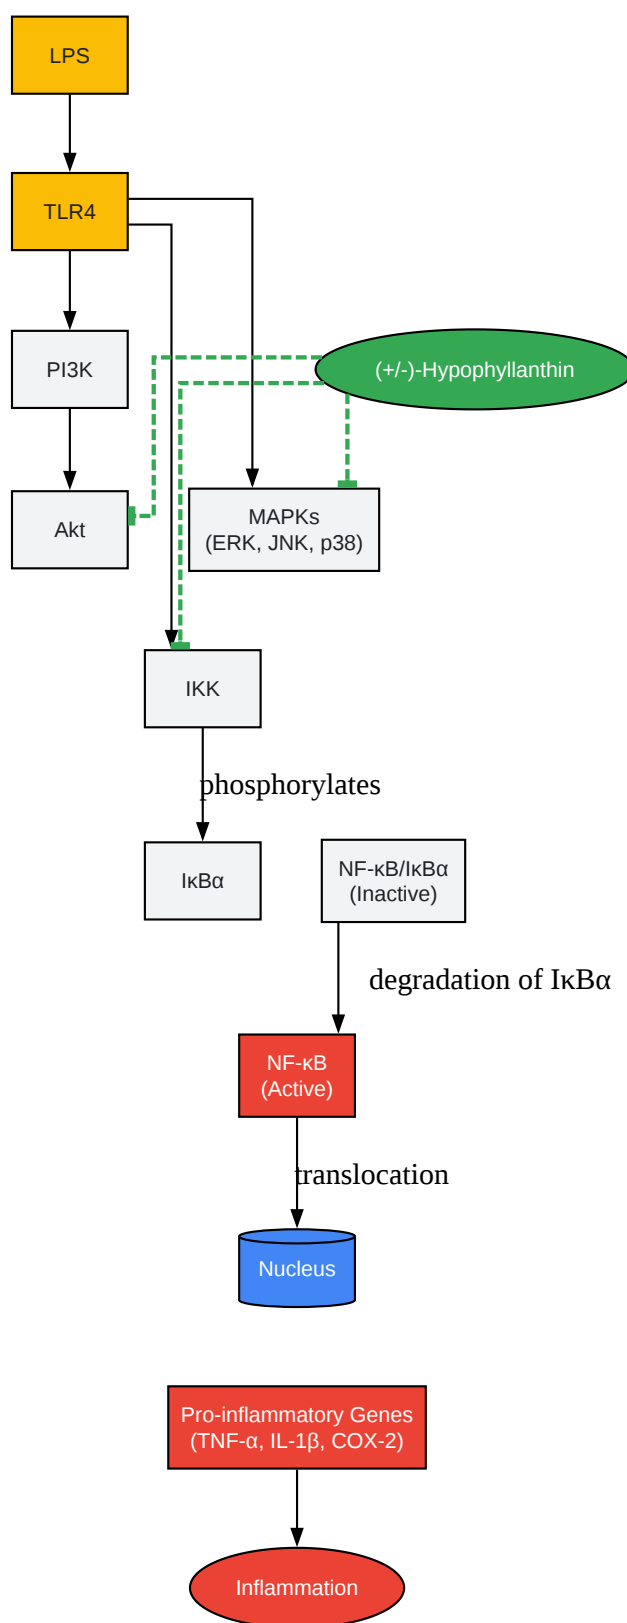 LPS
TLR4
PI3K
(+/-)-Hypophyllanthin
Akt
MAPKs
(ERK, JNK, p38)
IKK
phosphorylates
IκBα
NF-κB/IκBα
(Inactive)
degradation of IκBα
NF-κB
(Active)
translocation
Nucleus
Pro-inflammatory Genes
(TNF-α, IL-1β, COX-2)
Inflammation